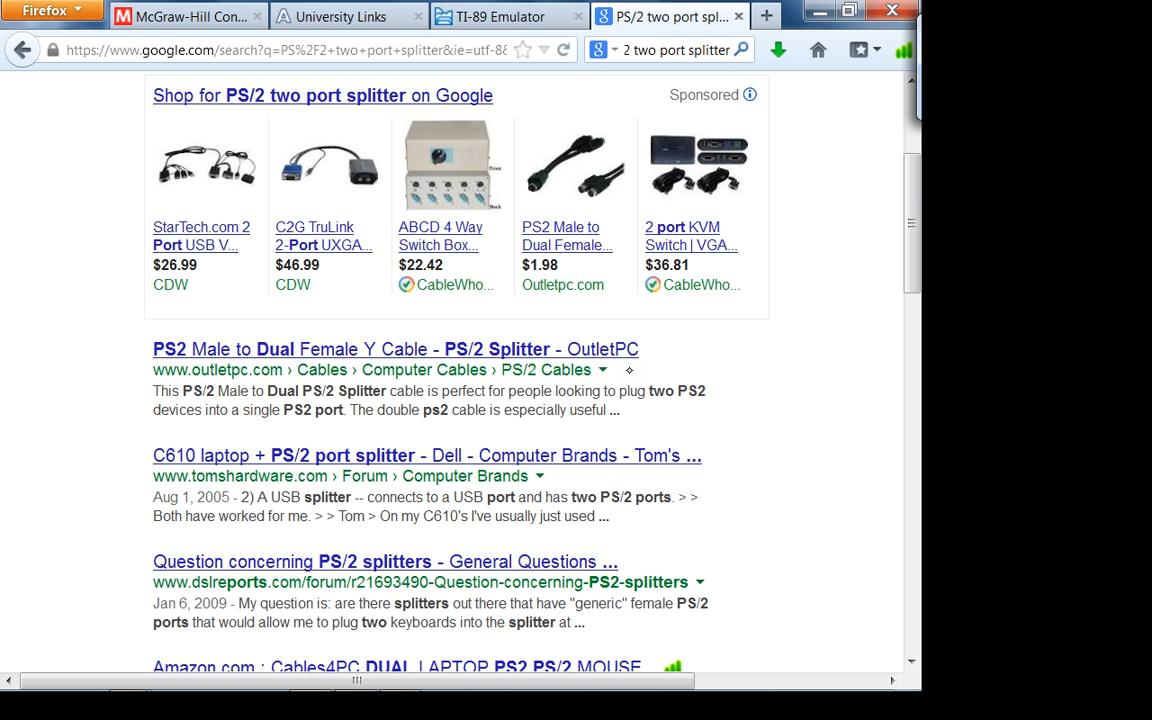 Firefox
McGraw-Hill Con...
University Links
TI-89 Emulator
PS/2 two port spl...
https://www.google.com/search?q=PS%2F2+two+port+splitter&ie=utf-8&
2 two port splitter
Shop for PS/2 two port splitter on Google
Sponsored
StarTech.com 2
Port USB V...
$26.99
CDW
C2G TruLink
2-Port UXGA...
$46.99
CDW
ABCD 4 Way
Switch Box...
$22.42
CableWho...
PS2 Male to
Dual Female...
$1.98
Outletpc.com
2 port KVM
Switch | VGA...
$36.81
CableWho...
PS2 Male to Dual Female Y Cable - PS/2 Splitter - OutletPC
www.outletpc.com › Cables › Computer Cables › PS/2 Cables
This PS/2 Male to Dual PS/2 Splitter cable is perfect for people looking to plug two PS2
devices into a single PS2 port. The double ps2 cable is especially useful ...
C610 laptop + PS/2 port splitter - Dell - Computer Brands - Tom's ...
www.tomshardware.com › Forum › Computer Brands
Aug 1, 2005 - 2) A USB splitter -- connects to a USB port and has two PS/2 ports. > >
Both have worked for me. > > Tom > On my C610's I've usually just used ...
Question concerning PS/2 splitters - General Questions ...
www.dslreports.com/forum/r21693490-Question-concerning-PS2-splitters
Jan 6, 2009 - My question is: are there splitters out there that have "generic" female PS/2
ports that would allow me to plug two keyboards into the splitter at ...
Amazon.com : Cables4PC DUAL LAPTOP PS2 PS/2 MOUSE